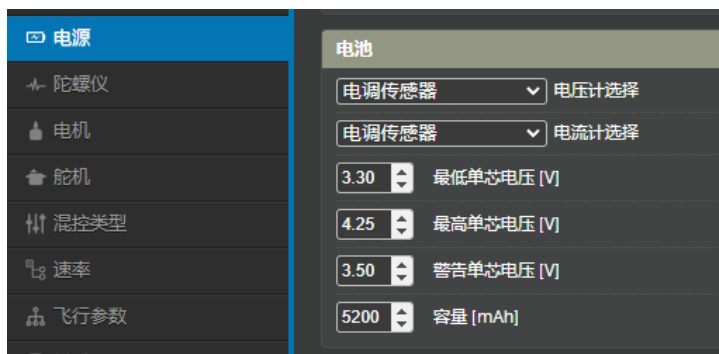 电源
陀螺仪
电机
舵机
混控类型
速率
飞行参数
电池
电调传感器 电压计选择
电调传感器 电流计选择
3.30 最低单芯电压 [V]
4.25 最高单芯电压 [V]
3.50 警告单芯电压 [V]
5200 容量 [mAh]